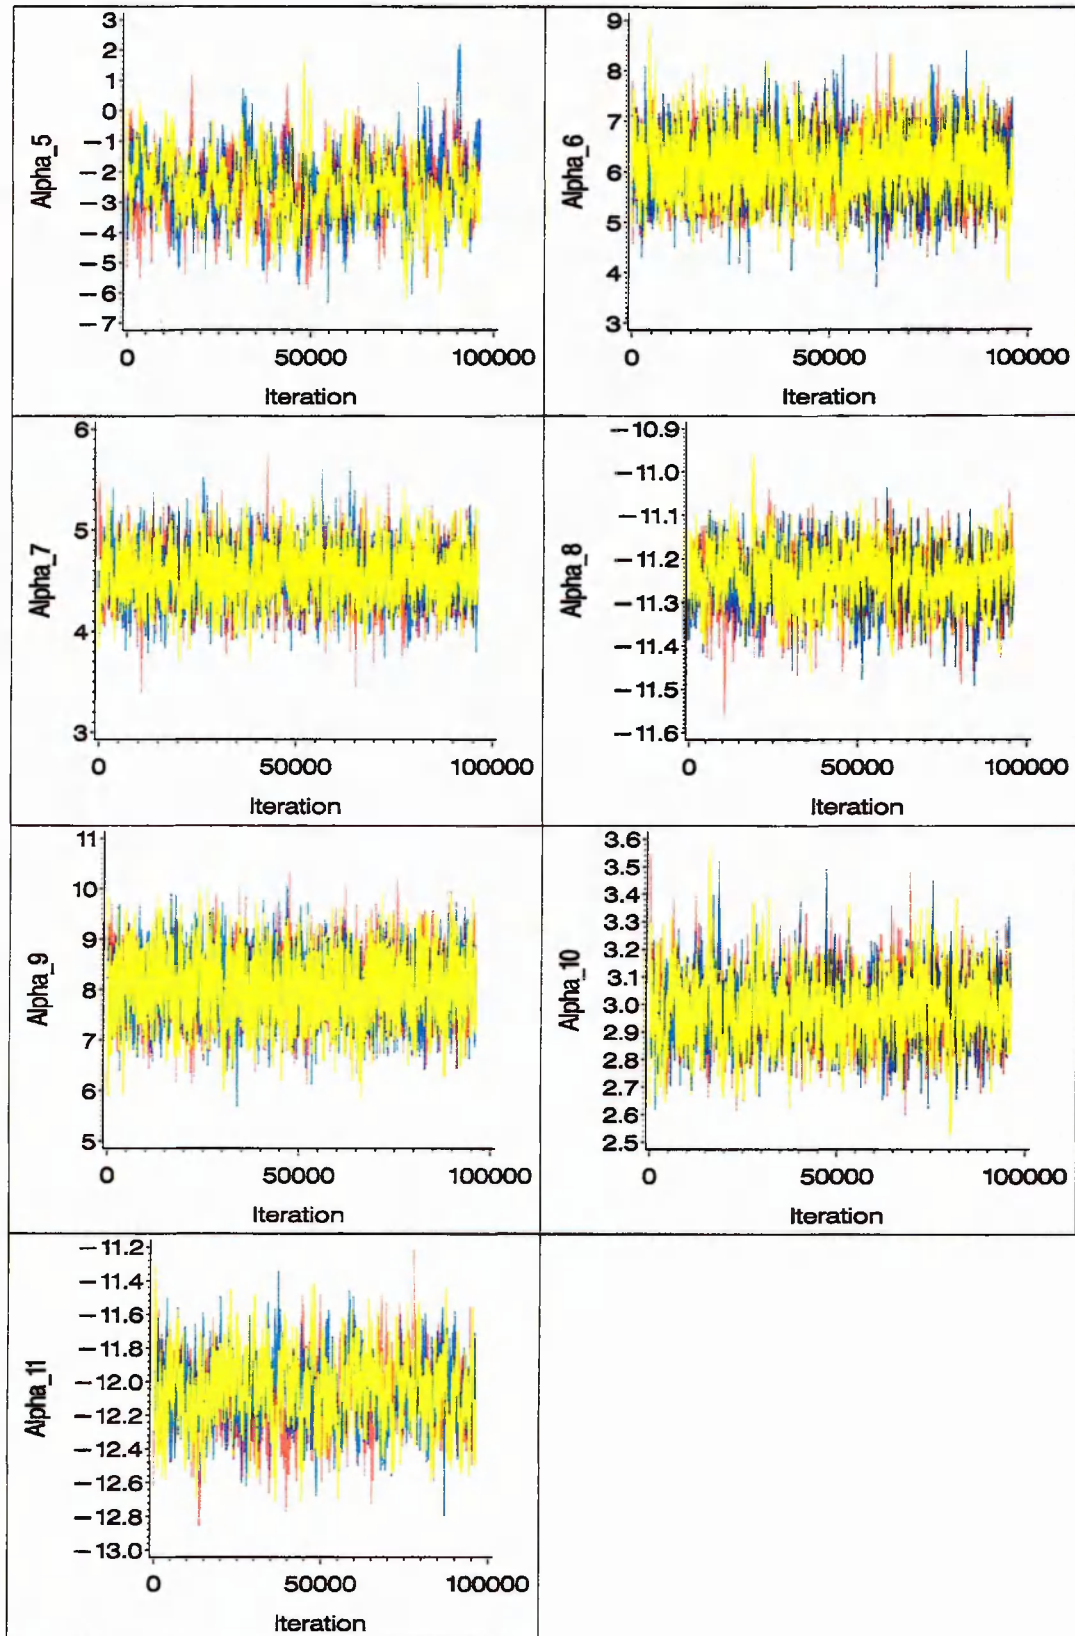 Alpha_5
3
2
1
0
−1
−2
−3
−4
−5
−6
−7
0 50000 100000
Iteration
Alpha_6
9
8
7
6
5
4
3
0 50000 100000
Iteration
Alpha_7
6
5
4
3
0 50000 100000
Iteration
Alpha_8
−10.9
−11.0
−11.1
−11.2
−11.3
−11.4
−11.5
−11.6
0 50000 100000
Iteration
Alpha_9
11
10
9
8
7
6
5
0 50000 100000
Iteration
Alpha_10
3.6
3.5
3.4
3.3
3.2
3.1
3.0
2.9
2.8
2.7
2.6
2.5
0 50000 100000
Iteration
Alpha_11
−11.2
−11.4
−11.6
−11.8
−12.0
−12.2
−12.4
−12.6
−12.8
−13.0
0 50000 100000
Iteration